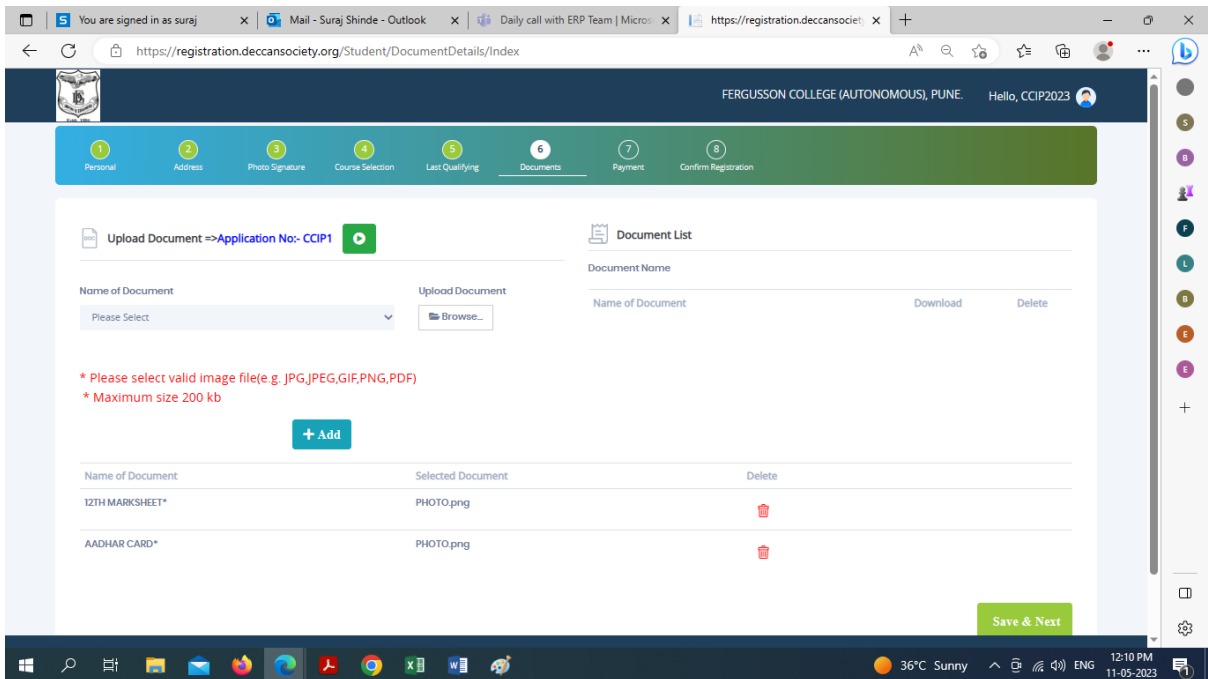 You are signed in as suraj
Mail - Suraj Shinde - Outlook
Daily call with ERP Team | Micros
https://registration.deccansociety
https://registration.deccansociety.org/Student/DocumentDetails/Index
FERGUSSON COLLEGE (AUTONOMOUS), PUNE. Hello, CCIP2023
1 2 3 4 5 6 7 8
Personal Address Photo Signature Course Selection Last Qualifying Documents Payment Confirm Registration
Upload Document =>Application No:- CCIP1
Name of Document Upload Document
Please Select Browse...
* Please select valid image file(e.g. JPG,JPEG,GIF,PNG,PDF)
* Maximum size 200 kb
+ Add
Document List
Document Name
Name of Document Download Delete
Name of Document Selected Document Delete
12TH MARKSHEET* PHOTO.png
AADHAR CARD* PHOTO.png
Save & Next
S
B
F
L
B
E
E
36°C Sunny ENG 12:10 PM
11-05-2023
1